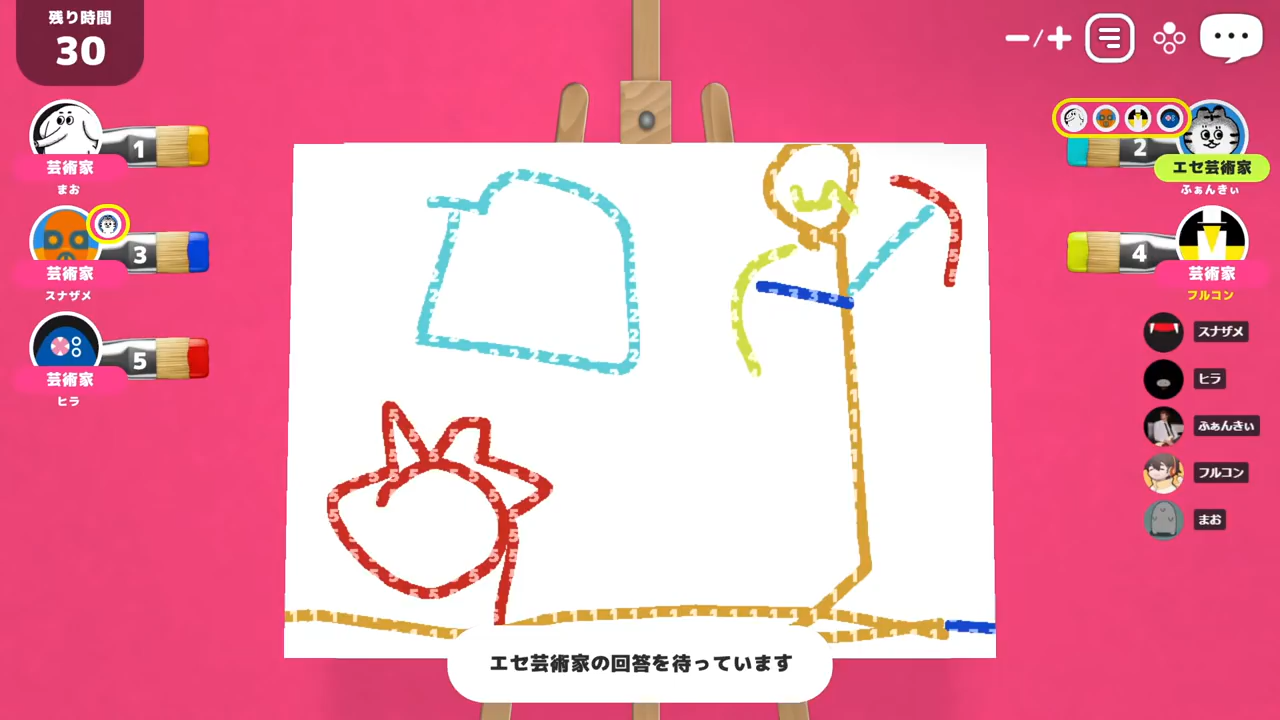 残り時間
30
芸術家
まお
1
芸術家
スナザメ
3
芸術家
ヒラ
5
−/+
2
エセ芸術家
ふぁんきぃ
4
芸術家
フルコン
スナザメ
ヒラ
ふぁんきぃ
フルコン
まお
エセ芸術家の回答を待っています